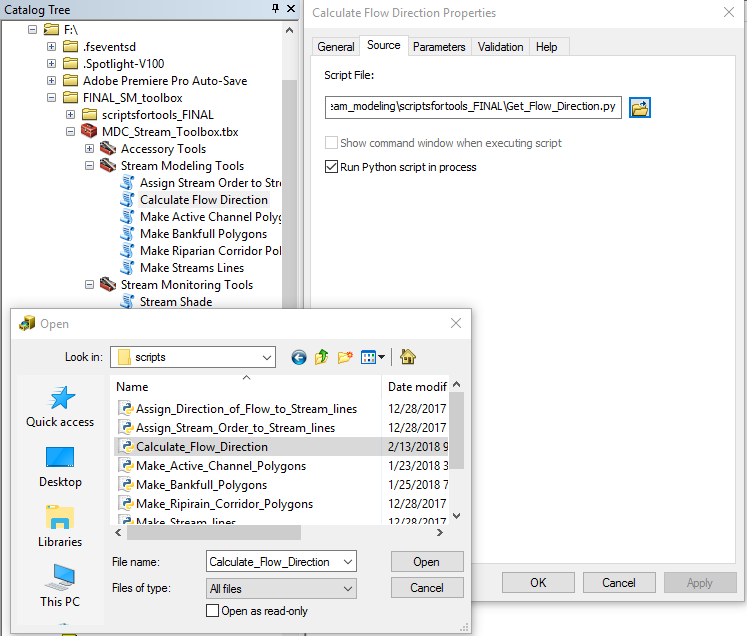 Catalog Tree
F:\
.fseventsd
.Spotlight-V100
Adobe Premiere Pro Auto-Save
FINAL_SM_toolbox
scriptsforTools_FINAL
MDC_Stream_Toolbox.tbx
Accessory Tools
Stream Modeling Tools
Assign Stream Order to Stre
Calculate Flow Direction
Make Active Channel Polyg
Make Bankfull Polygons
Make Riparian Corridor Pol
Make Streams Lines
Stream Monitoring Tools
Stream Shade
Calculate Flow Direction Properties
General Source Parameters Validation Help
Script File:
eam_modeling\scriptsfortools_FINAL\Get_Flow_Direction.py
Show command window when executing script
Run Python script in process
OK Cancel Apply
Open
Look in: scripts
Quick access
Desktop
Libraries
This PC
Name Date modif
Assign_Direction_of_Flow_to_Stream_lines 12/28/2017
Assign_Stream_Order_to_Stream_lines 12/28/2017
Calculate_Flow_Direction 2/13/2018 9
Make_Active_Channel_Polygons 1/23/2018 3
Make_Bankfull_Polygons 1/25/2018 7
Make_Ripirain_Corridor_Polygons 12/28/2017
Make_Stream_lines 12/28/2017
File name: Calculate_Flow_Direction Open
Files of type: All files Cancel
Open as read-only